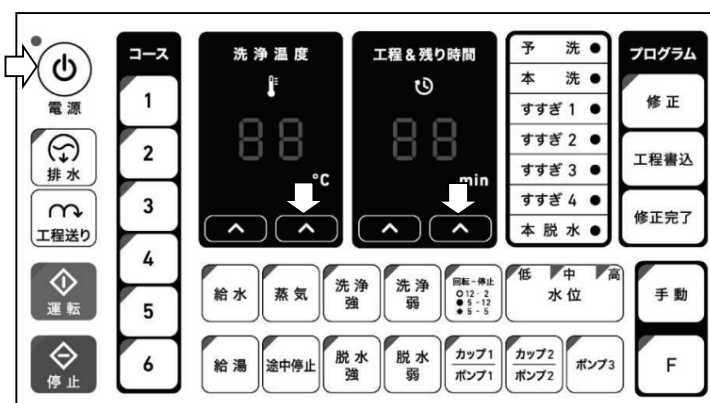 電源
排水
工程送り
運転
停止
コース
1
2
3
4
5
6
洗浄温度
88
°C
工程&残り時間
88
min
予洗
本洗
すすぎ1
すすぎ2
すすぎ3
すすぎ4
本脱水
プログラム
修正
工程書込
修正完了
給水
蒸気
洗浄
強
洗浄
弱
回転-停止
12-2
5-12
5-5
低 中 高
水位
手動
給湯
途中停止
脱水
強
脱水
弱
カップ1
ポンプ1
カップ2
ポンプ2
ポンプ3
F